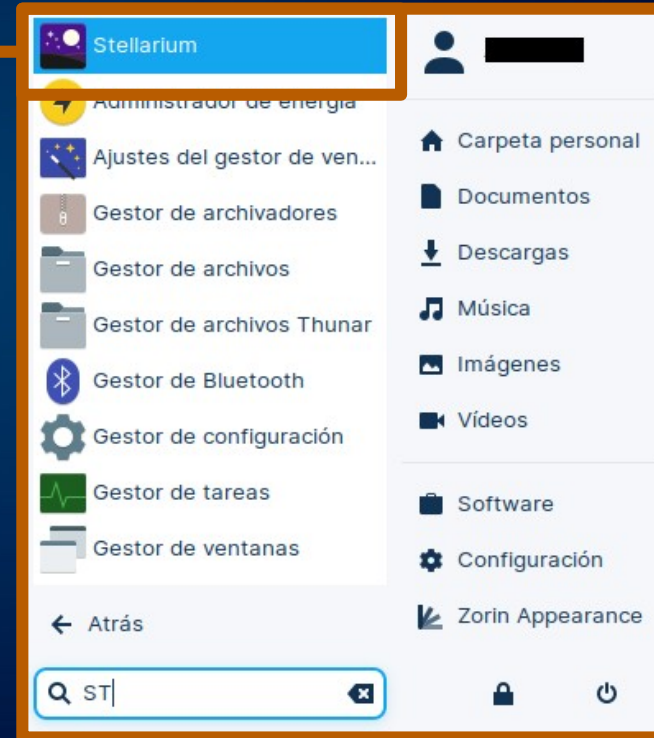 Stellarium
Administrador de energía
Ajustes del gestor de ven...
Gestor de archivadores
Gestor de archivos
Gestor de archivos Thunar
Gestor de Bluetooth
Gestor de configuración
Gestor de tareas
Gestor de ventanas
Atrás
ST
Carpeta personal
Documentos
Descargas
Música
Imágenes
Vídeos
Software
Configuración
Zorin Appearance